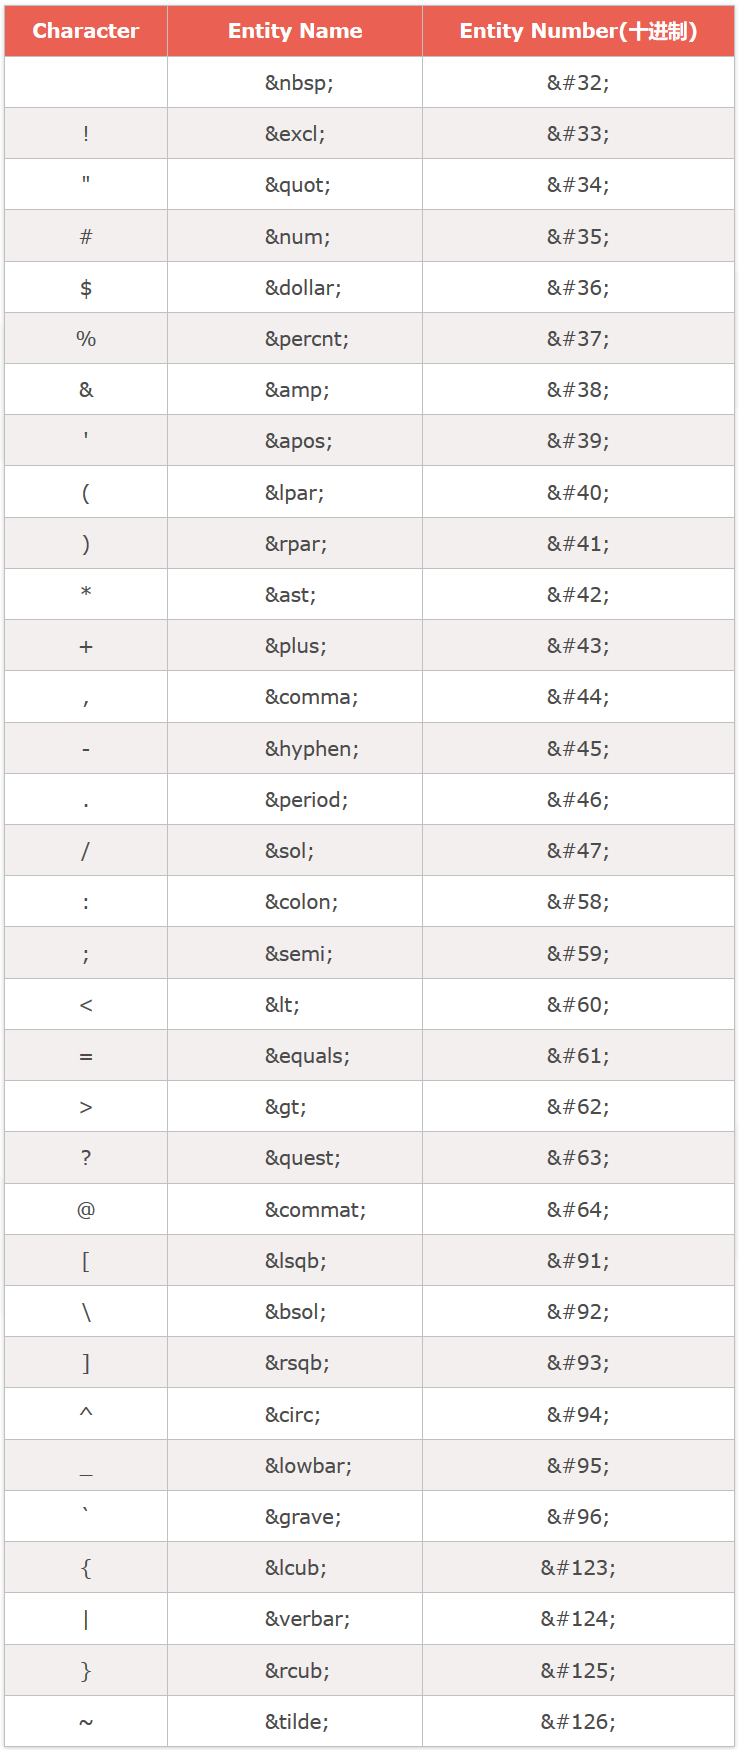 Character Entity Name Entity Number(十进制)
&nbsp; &#32;
! &excl; &#33;
" &quot; &#34;
# &num; &#35;
$ &dollar; &#36;
% &percnt; &#37;
& &amp; &#38;
' &apos; &#39;
( &lpar; &#40;
) &rpar; &#41;
* &ast; &#42;
+ &plus; &#43;
, &comma; &#44;
- &hyphen; &#45;
. &period; &#46;
/ &sol; &#47;
: &colon; &#58;
; &semi; &#59;
< &lt; &#60;
= &equals; &#61;
> &gt; &#62;
? &quest; &#63;
@ &commat; &#64;
[ &lsqb; &#91;
\ &bsol; &#92;
] &rsqb; &#93;
^ &circ; &#94;
_ &lowbar; &#95;
` &grave; &#96;
{ &lcub; &#123;
| &verbar; &#124;
} &rcub; &#125;
~ &tilde; &#126;